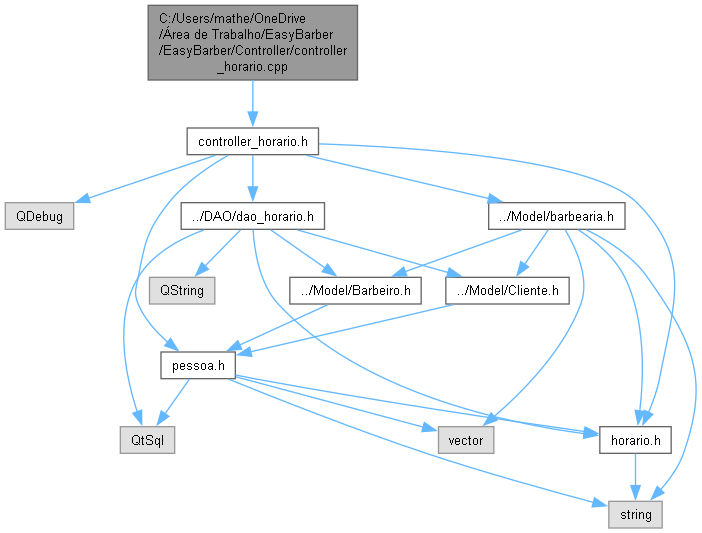 C:/Users/mathe/OneDrive
/Área de Trabalho/EasyBarber
/EasyBarber/Controller/controller
_horario.cpp
controller_horario.h
QDebug
../DAO/dao_horario.h
../Model/barbearia.h
QString
../Model/Barbeiro.h
../Model/Cliente.h
pessoa.h
QtSql
vector
horario.h
string